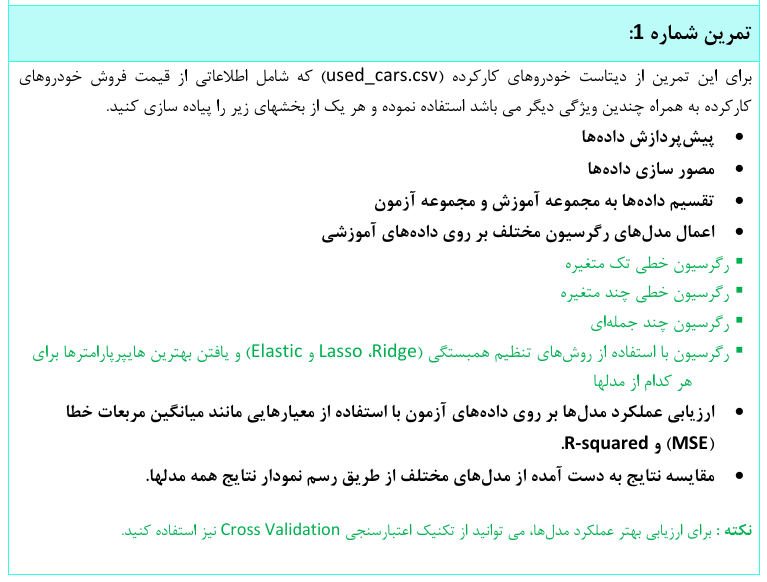 تمرین شماره 1:
برای این تمرین از دیتاست خودروهای کارکرده (used_cars.csv) که شامل اطلاعاتی از قیمت فروش خودروهای
کارکرده به همراه چندین ویژگی دیگر می باشد استفاده نموده و هر یک از بخشهای زیر را پیاده سازی کنید.
• پیش‌پردازش داده‌ها
• مصور سازی داده‌ها
• تقسیم داده‌ها به مجموعه آموزش و مجموعه آزمون
• اعمال مدل‌های رگرسیون مختلف بر روی داده‌های آموزشی
▪ رگرسیون خطی تک متغیره
▪ رگرسیون خطی چند متغیره
▪ رگرسیون چند جمله‌ای
▪ رگرسیون با استفاده از روش‌های تنظیم همبستگی (Ridge، Lasso و Elastic) و یافتن بهترین هایپرپارامترها برای
هر کدام از مدلها
• ارزیابی عملکرد مدل‌ها بر روی داده‌های آزمون با استفاده از معیارهایی مانند میانگین مربعات خطا
(MSE) و R-squared.
• مقایسه نتایج به دست آمده از مدل‌های مختلف از طریق رسم نمودار نتایج همه مدلها.
نکته : برای ارزیابی بهتر عملکرد مدل‌ها، می توانید از تکنیک اعتبارسنجی Cross Validation نیز استفاده کنید.